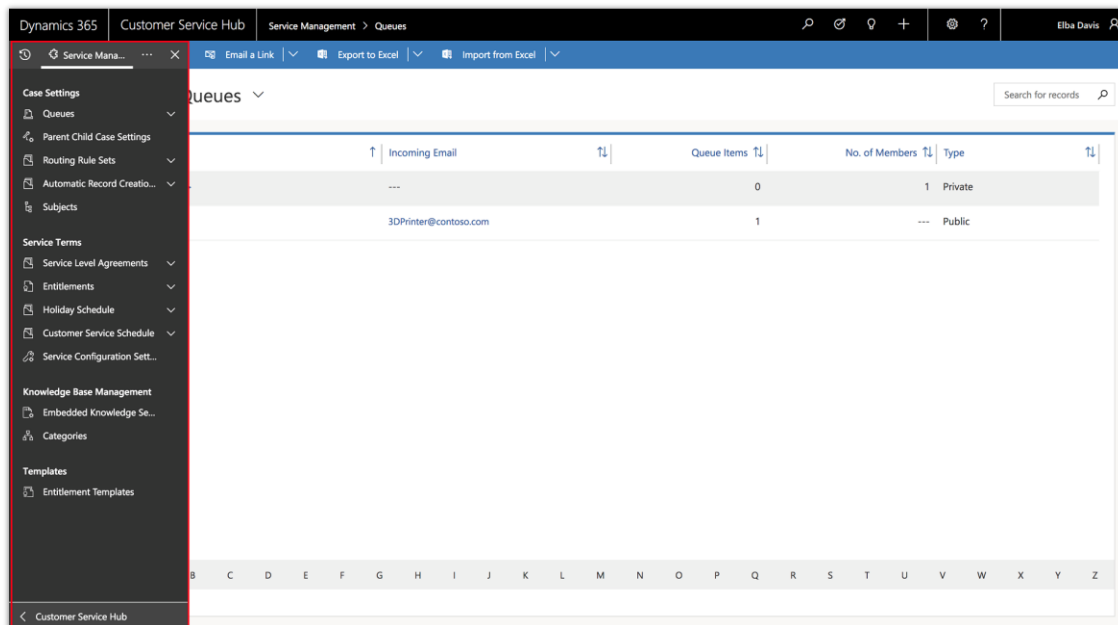 Dynamics 365 Customer Service Hub Service Management > Queues Elba Davis
Service Mana... ··· Email a Link Export to Excel Import from Excel
Queues
Search for records
Case Settings
Queues
Parent Child Case Settings
Routing Rule Sets
Automatic Record Creatio...
Subjects
Service Terms
Service Level Agreements
Entitlements
Holiday Schedule
Customer Service Schedule
Service Configuration Sett...
Knowledge Base Management
Embedded Knowledge Se...
Categories
Templates
Entitlement Templates
Customer Service Hub
Incoming Email Queue Items No. of Members Type
--- 0 1 Private
3DPrinter@contoso.com 1 --- Public
B C D E F G H I J K L M N O P Q R S T U V W X Y Z